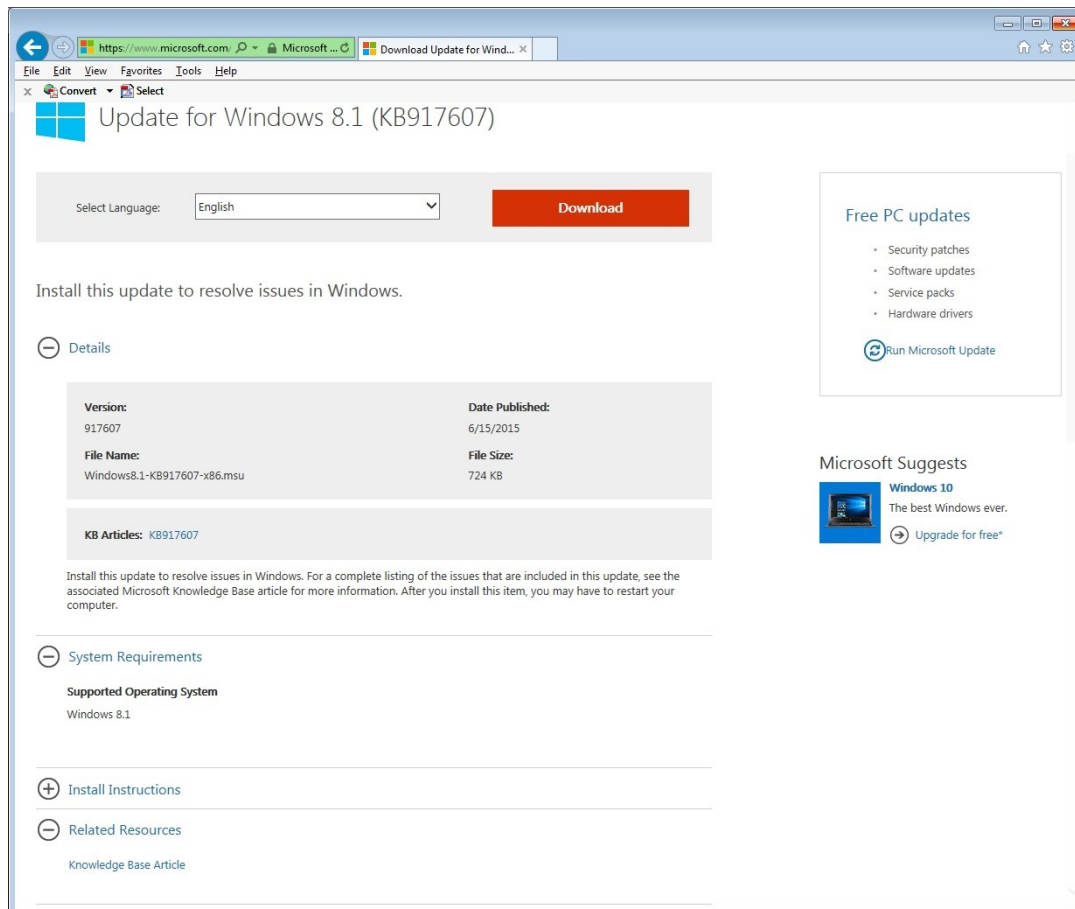 https://www.microsoft.com/
Microsoft ...
Download Update for Wind...
File Edit View Favorites Tools Help
x Convert Select
Update for Windows 8.1 (KB917607)
Select Language:
English
Download
Install this update to resolve issues in Windows.
Details
Version:
917607
Date Published:
6/15/2015
File Name:
Windows8.1-KB917607-x86.msu
File Size:
724 KB
KB Articles: KB917607
Install this update to resolve issues in Windows. For a complete listing of the issues that are included in this update, see the
associated Microsoft Knowledge Base article for more information. After you install this item, you may have to restart your
computer.
System Requirements
Supported Operating System
Windows 8.1
Install Instructions
Related Resources
Knowledge Base Article
Free PC updates
• Security patches
• Software updates
• Service packs
• Hardware drivers
Run Microsoft Update
Microsoft Suggests
Windows 10
The best Windows ever.
Upgrade for free*